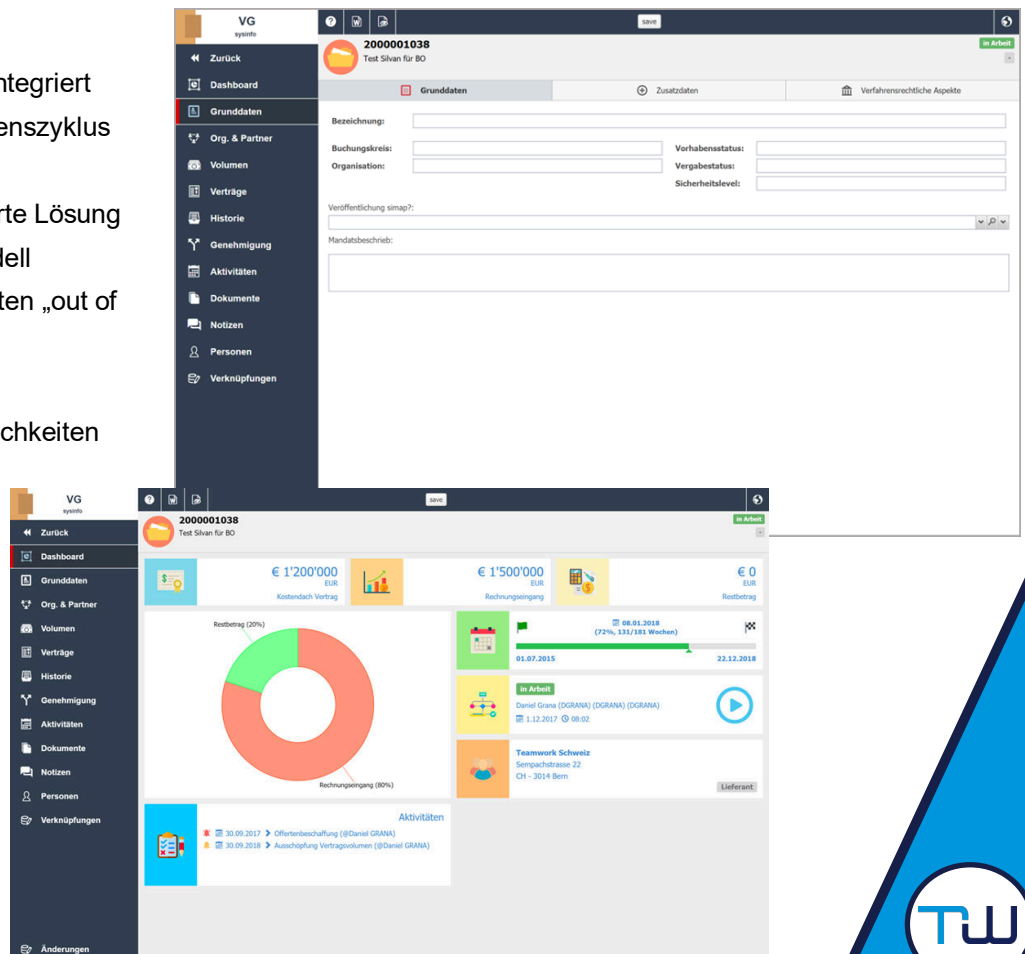 ntegriert
enszyklus
rte Lösung
dell
ten „out of
ichkeiten
VG
sysinfo
save
2000001038
Test Silvan für BO
in Arbeit
Zurück
Dashboard
Grunddaten
Org. & Partner
Volumen
Verträge
Historie
Genehmigung
Aktivitäten
Dokumente
Notizen
Personen
Verknüpfungen
Grunddaten
Zusatzdaten
Verfahrensrechtliche Aspekte
Bezeichnung:
Buchungskreis:
Vorhabensstatus:
Organisation:
Vergabestatus:
Sicherheitslevel:
Veröffentlichung simap?:
Mandatsbeschrieb:
VG
sysinfo
save
2000001038
Test Silvan für BO
in Arbeit
Zurück
Dashboard
Grunddaten
Org. & Partner
Volumen
Verträge
Historie
Genehmigung
Aktivitäten
Dokumente
Notizen
Personen
Verknüpfungen
Änderungen
€ 1'200'000
EUR
Kostendach Vertrag
€ 1'500'000
EUR
Rechnungseingang
€ 0
EUR
Restbetrag
Restbetrag (20%)
Rechnungseingang (80%)
08.01.2018
(72%, 131/181 Wochen)
01.07.2015
22.12.2018
in Arbeit
Daniel Grana (DGRANA) (DGRANA) (DGRANA)
1.12.2017 08:02
Teamwork Schweiz
Sempachstrasse 22
CH - 3014 Bern
Lieferant
Aktivitäten
30.09.2017 Offertenbeschaffung (@Daniel GRANA)
30.09.2018 Ausschöpfung Vertragsvolumen (@Daniel GRANA)
TW